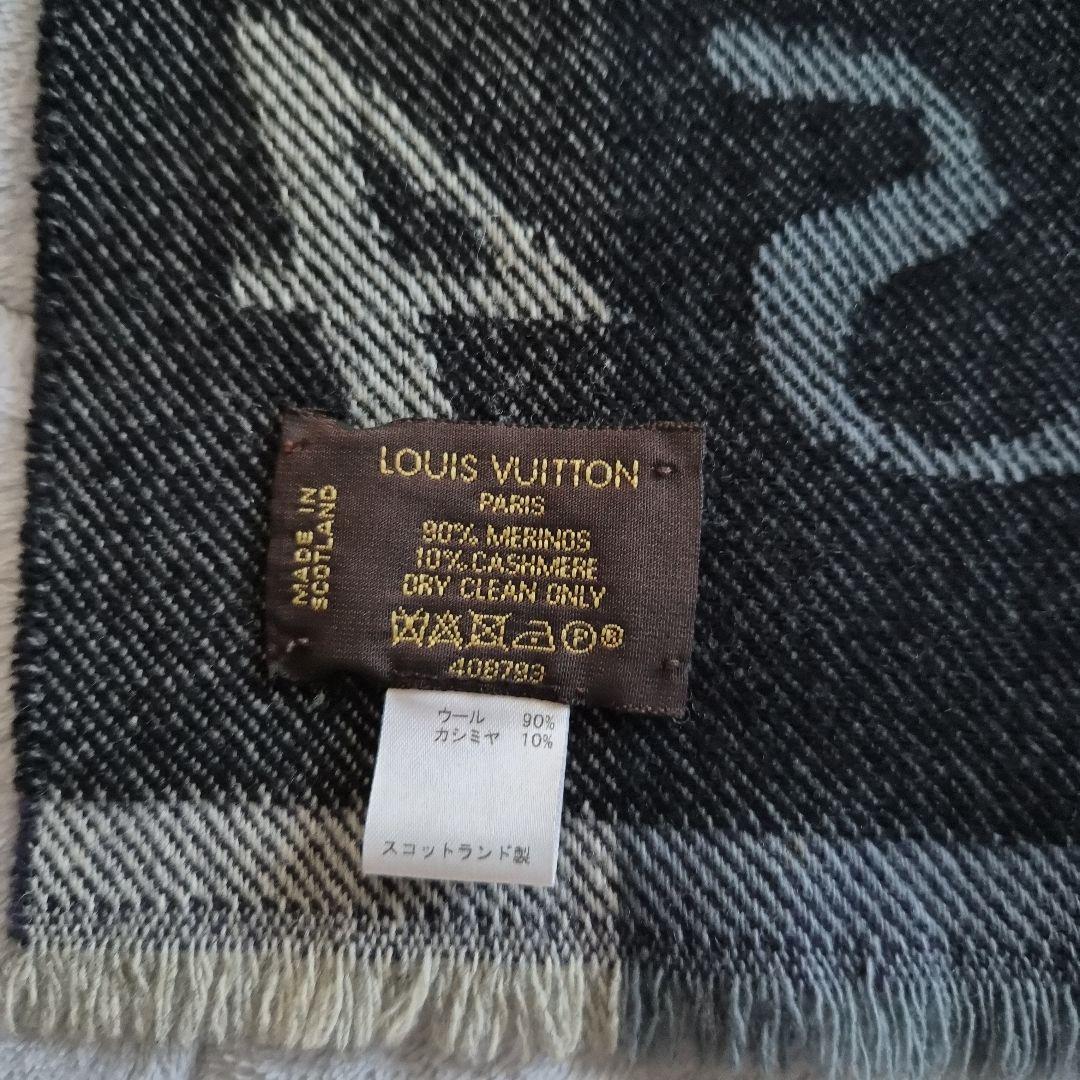 LOUIS VUITTON
PARIS
90% MERINOS
10% CASHMERE
DRY CLEAN ONLY
P®
408799
MADE IN
SCOTLAND
ウール 90%
カシミヤ 10%
スコットランド製